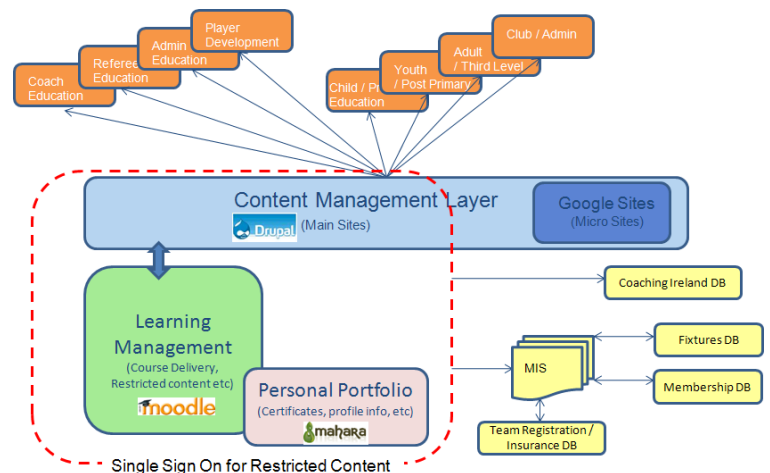 Player
Development
Admin
Education
Referee
Education
Coach
Education
Club / Admin
Adult
/ Third Level
Youth
/ Post Primary
Child /
Education
Content Management Layer
Drupal
(Main Sites)
Google Sites
(Micro Sites)
Learning
Management
(Course Delivery,
Restricted content etc)
moodle
Personal Portfolio
(Certificates, profile info, etc)
mahara
Single Sign On for Restricted Content
Coaching Ireland DB
MIS
Fixtures DB
Membership DB
Team Registration /
Insurance DB